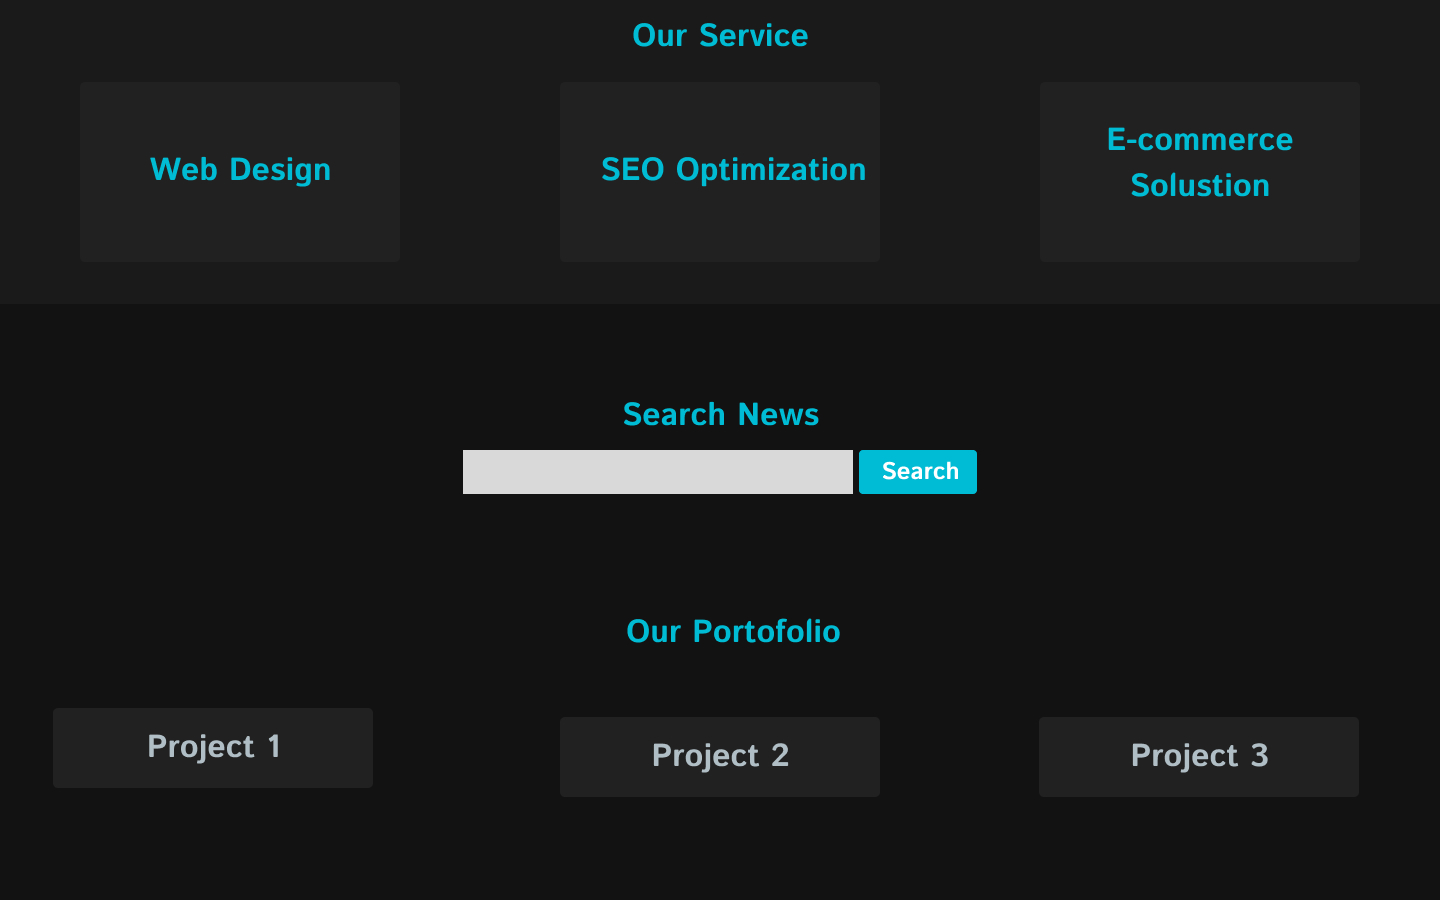 Our Service
Web Design
SEO Optimization
E-commerce
Solustion
Search News
Search
Our Portofolio
Project 1
Project 2
Project 3